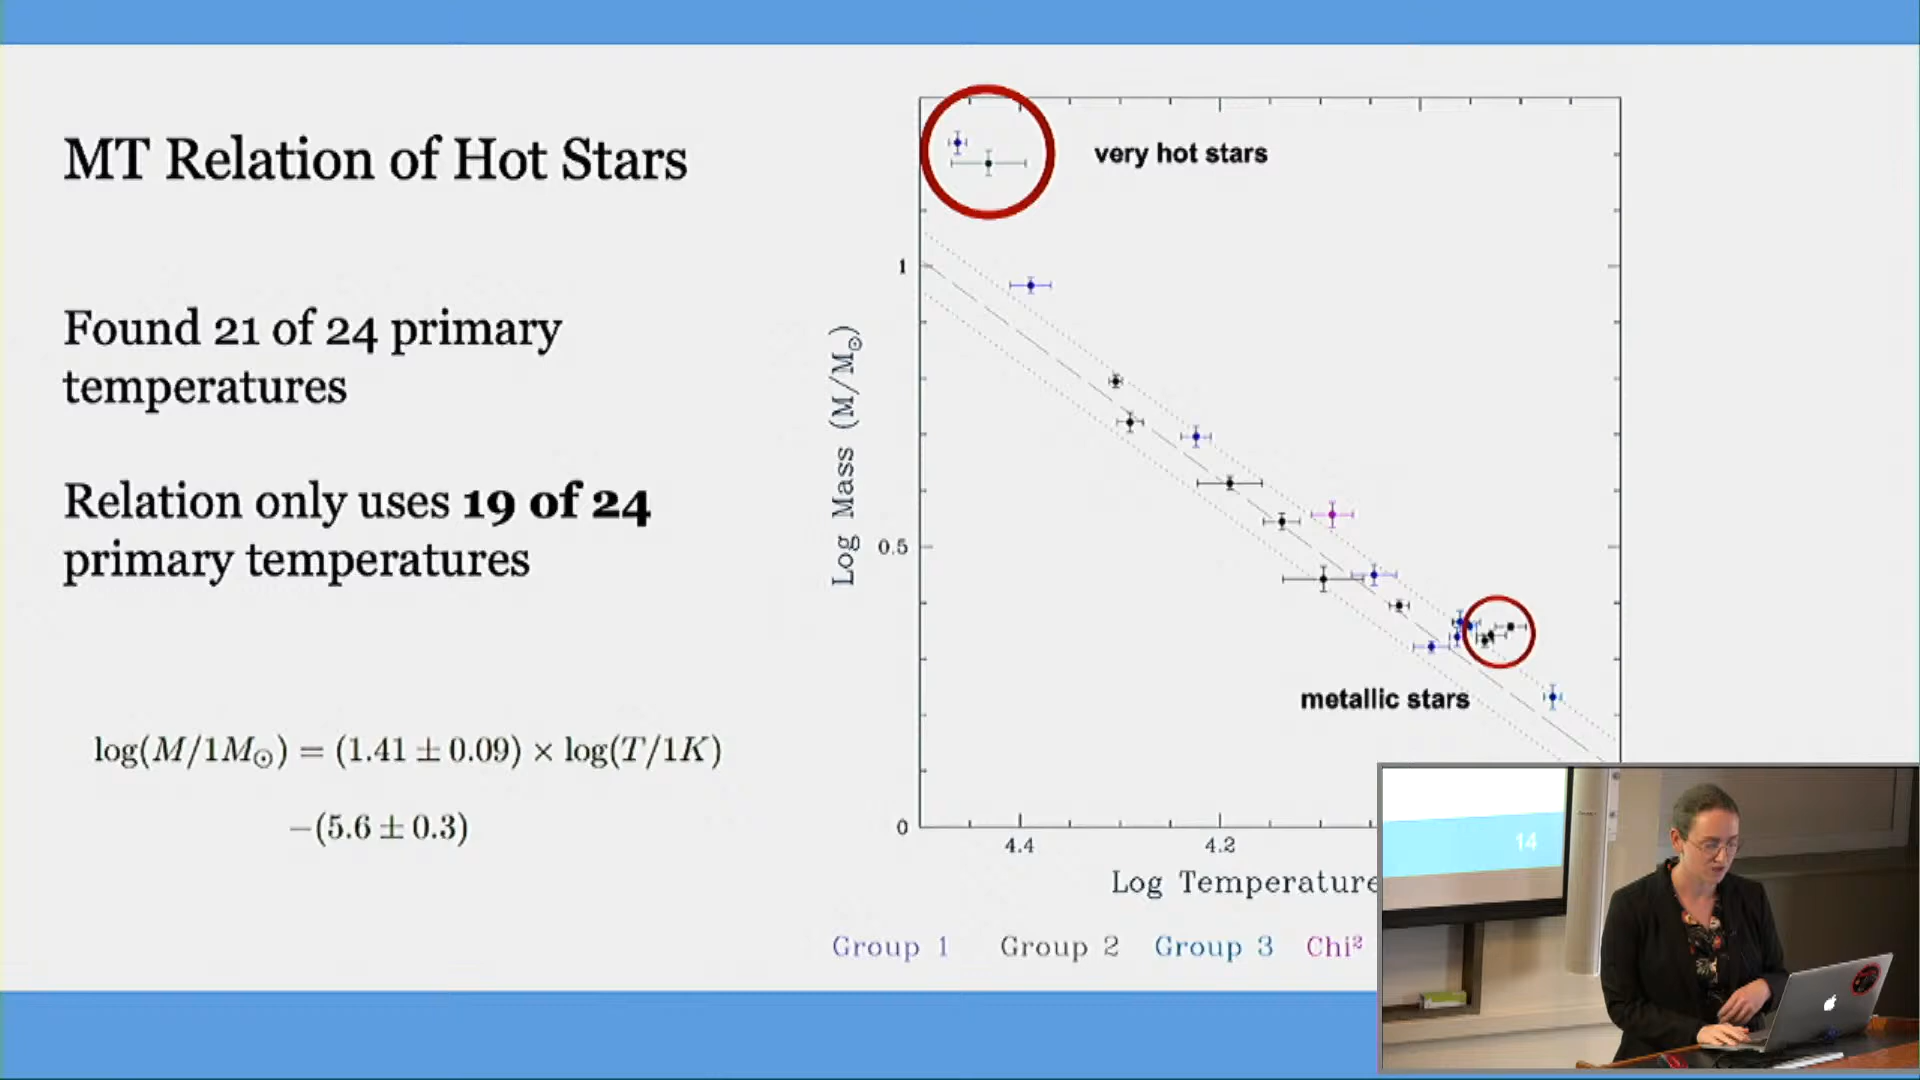 MT Relation of Hot Stars
Found 21 of 24 primary
temperatures
Relation only uses 19 of 24
primary temperatures
log(M/1M☉) = (1.41 ± 0.09) × log(T/1K)
−(5.6 ± 0.3)
very hot stars
metallic stars
Log Mass (M/M☉)
1
0.5
0
4.4
4.2
Log Temperature
Group 1
Group 2
Group 3
Chi²
14